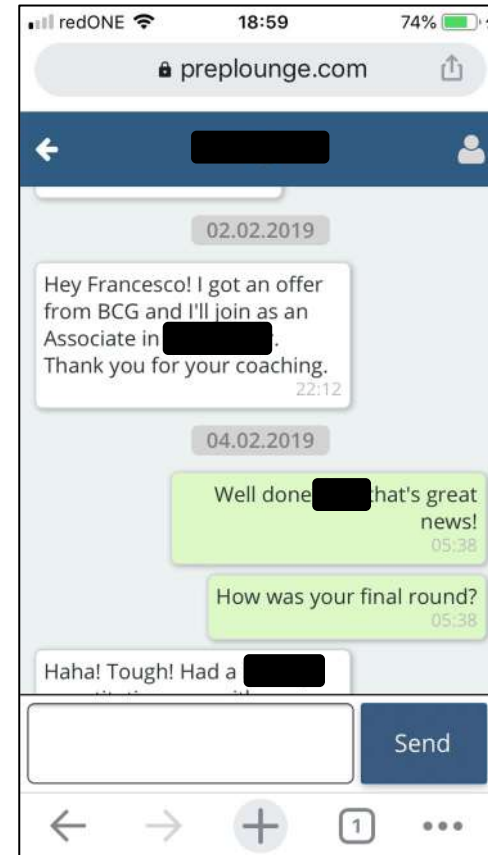 redONE 18:59 74%
preplounge.com
02.02.2019
Hey Francesco! I got an offer
from BCG and I'll join as an
Associate in
Thank you for your coaching.
22:12
04.02.2019
Well done that's great
news!
05:38
How was your final round?
05:38
Haha! Tough! Had a
Send
1